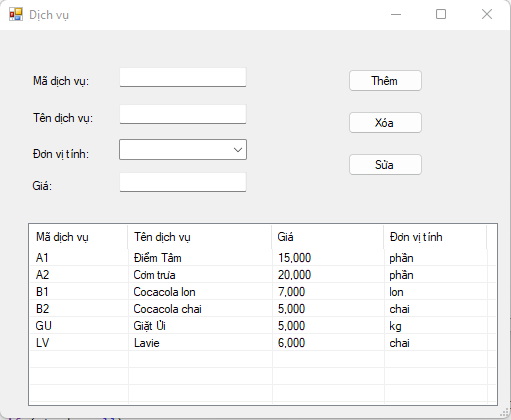 Dịch vụ
Mã dịch vụ:
Thêm
Tên dịch vụ:
Xóa
Đơn vị tính:
Sửa
Giá:
Mã dịch vụ Tên dịch vụ Giá Đơn vị tính
A1 Điểm Tâm 15,000 phần
A2 Cơm trưa 20,000 phần
B1 Cocacola lon 7,000 lon
B2 Cocacola chai 5,000 chai
GU Giặt Ủi 5,000 kg
LV Lavie 6,000 chai